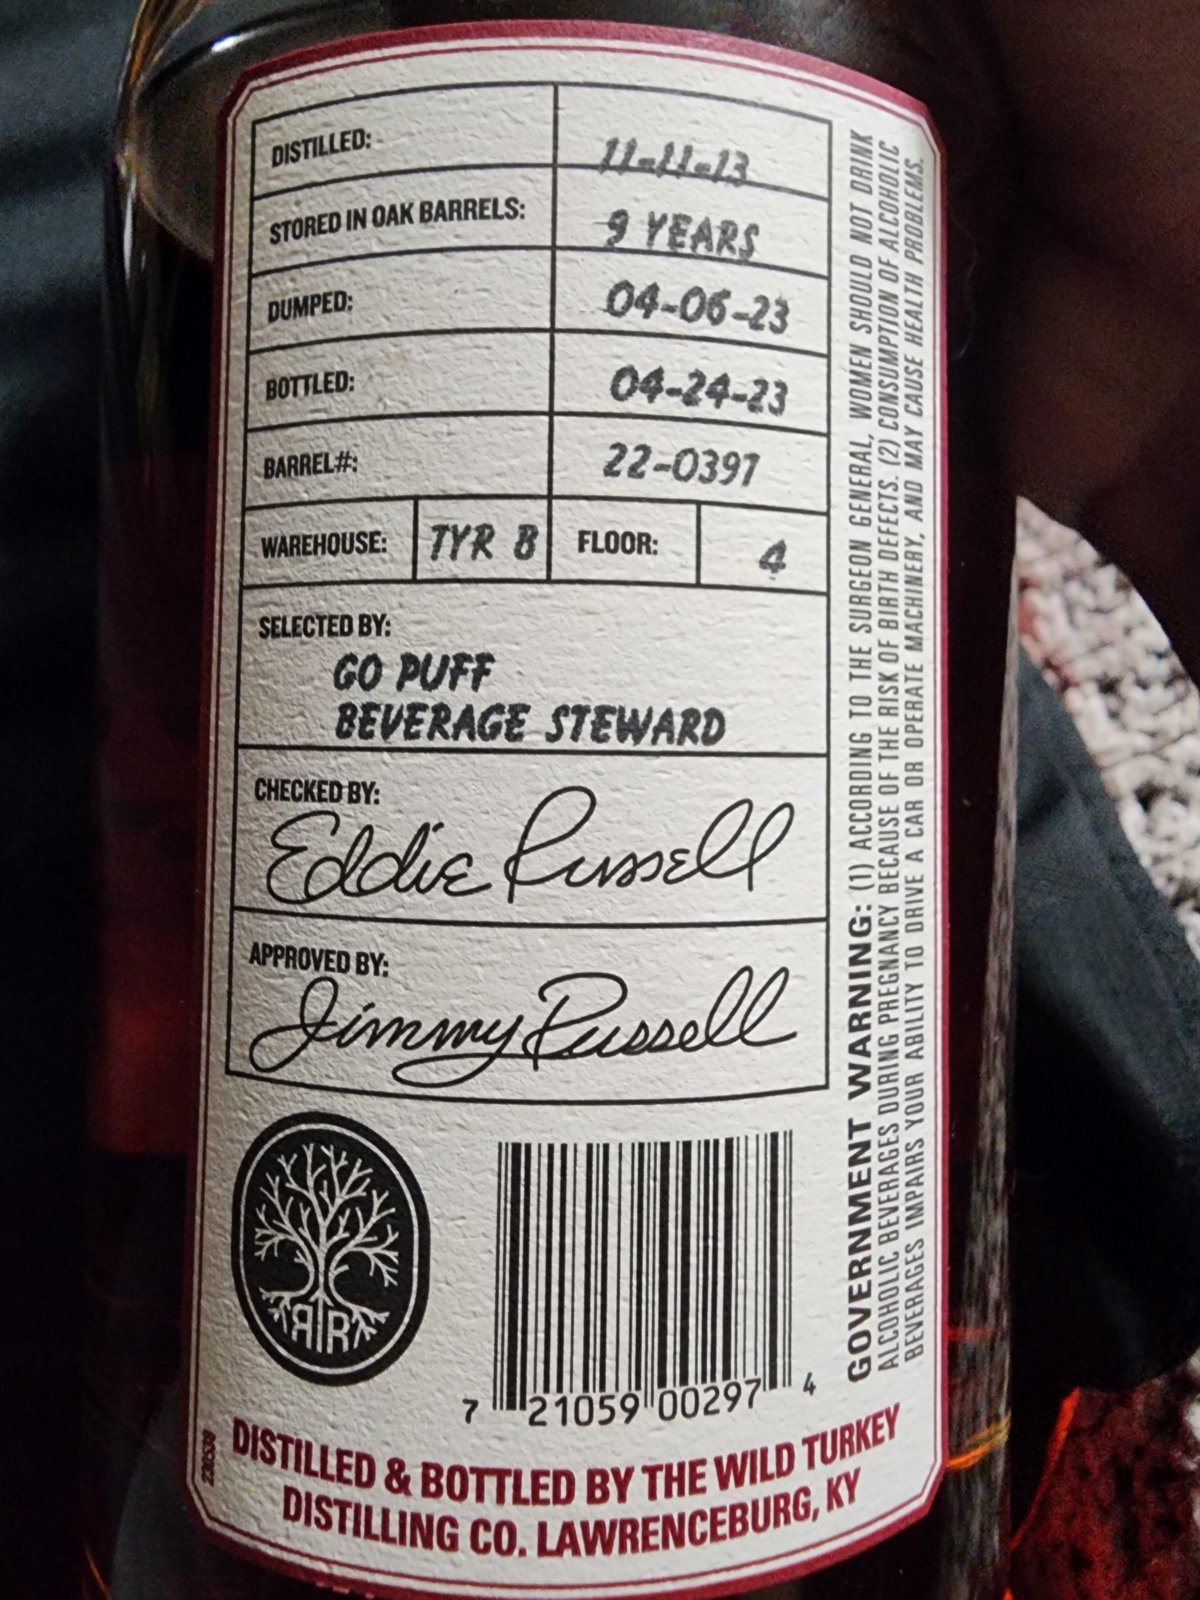 DISTILLED: 11-11-13
STORED IN OAK BARRELS: 9 YEARS
DUMPED: 04-06-23
BOTTLED: 04-24-23
BARREL#: 22-0397
WAREHOUSE: TYR B FLOOR: 4
SELECTED BY:
GO PUFF
BEVERAGE STEWARD
CHECKED BY:
Eddie Russell
APPROVED BY:
Jimmy Russell
RR
7 21059 00297 4
DISTILLED & BOTTLED BY THE WILD TURKEY
DISTILLING CO. LAWRENCEBURG, KY
GOVERNMENT WARNING: (1) ACCORDING TO THE SURGEON GENERAL, WOMEN SHOULD NOT DRINK
ALCOHOLIC BEVERAGES DURING PREGNANCY BECAUSE OF THE RISK OF BIRTH DEFECTS. (2) CONSUMPTION OF ALCOHOLIC
BEVERAGES IMPAIRS YOUR ABILITY TO DRIVE A CAR OR OPERATE MACHINERY, AND MAY CAUSE HEALTH PROBLEMS.